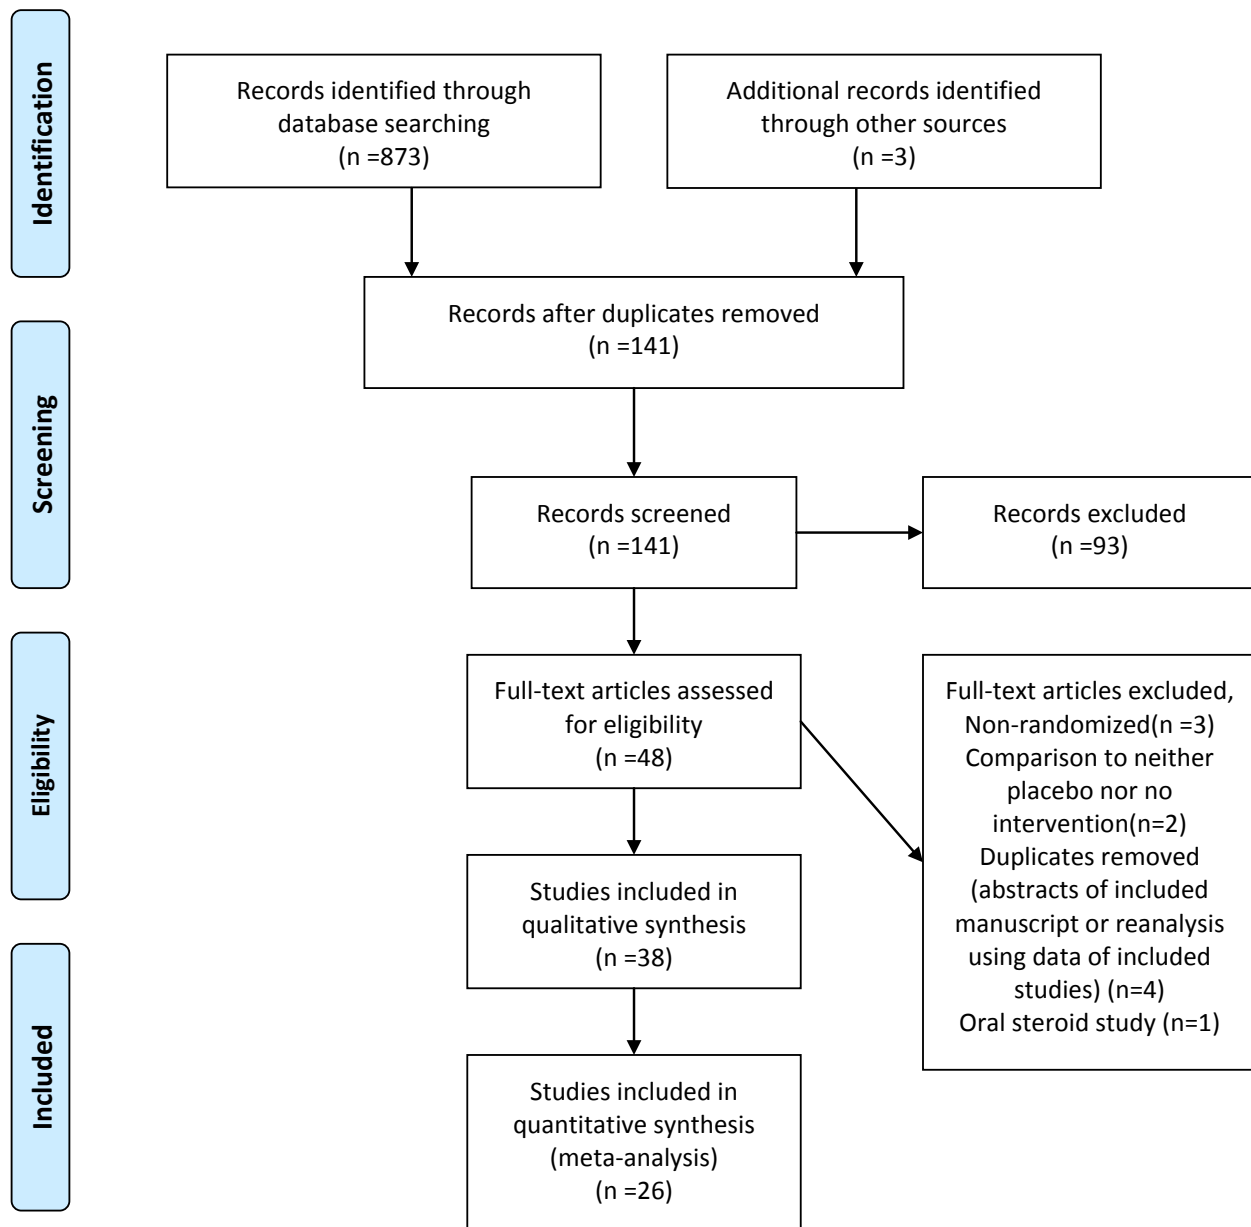 Identification
Records identified through
database searching
(n =873)
Additional records identified
through other sources
(n =3)
Records after duplicates removed
(n =141)
Screening
Records screened
(n =141)
Records excluded
(n =93)
Eligibility
Full-text articles assessed
for eligibility
(n =48)
Full-text articles excluded,
Non-randomized(n =3)
Comparison to neither
placebo nor no
intervention(n=2)
Duplicates removed
(abstracts of included
manuscript or reanalysis
using data of included
studies) (n=4)
Oral steroid study (n=1)
Studies included in
qualitative synthesis
(n =38)
Included
Studies included in
quantitative synthesis
(meta-analysis)
(n =26)